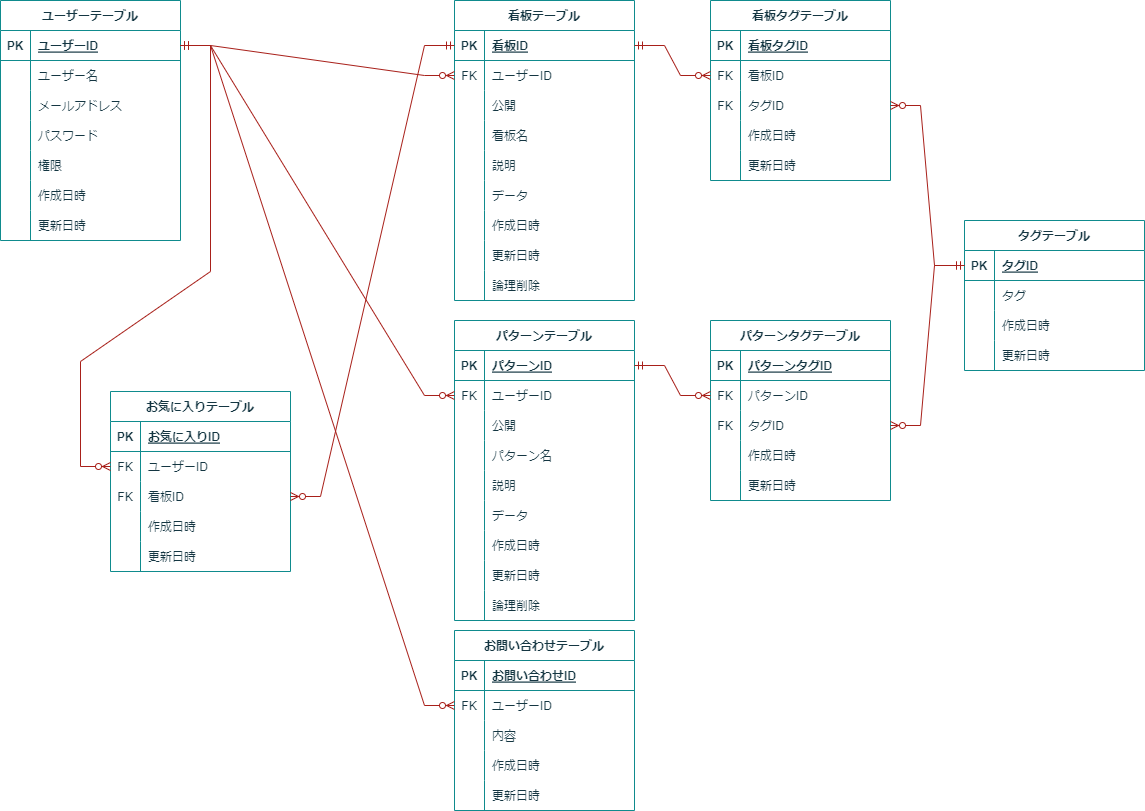 ユーザーテーブル
PK ユーザーID
ユーザー名
メールアドレス
パスワード
権限
作成日時
更新日時
看板テーブル
PK 看板ID
FK ユーザーID
公開
看板名
説明
データ
作成日時
更新日時
論理削除
看板タグテーブル
PK 看板タグID
FK 看板ID
FK タグID
作成日時
更新日時
タグテーブル
PK タグID
タグ
作成日時
更新日時
お気に入りテーブル
PK お気に入りID
FK ユーザーID
FK 看板ID
作成日時
更新日時
パターンテーブル
PK パターンID
FK ユーザーID
公開
パターン名
説明
データ
作成日時
更新日時
論理削除
パターンタグテーブル
PK パターンタグID
FK パターンID
FK タグID
作成日時
更新日時
お問い合わせテーブル
PK お問い合わせID
FK ユーザーID
内容
作成日時
更新日時